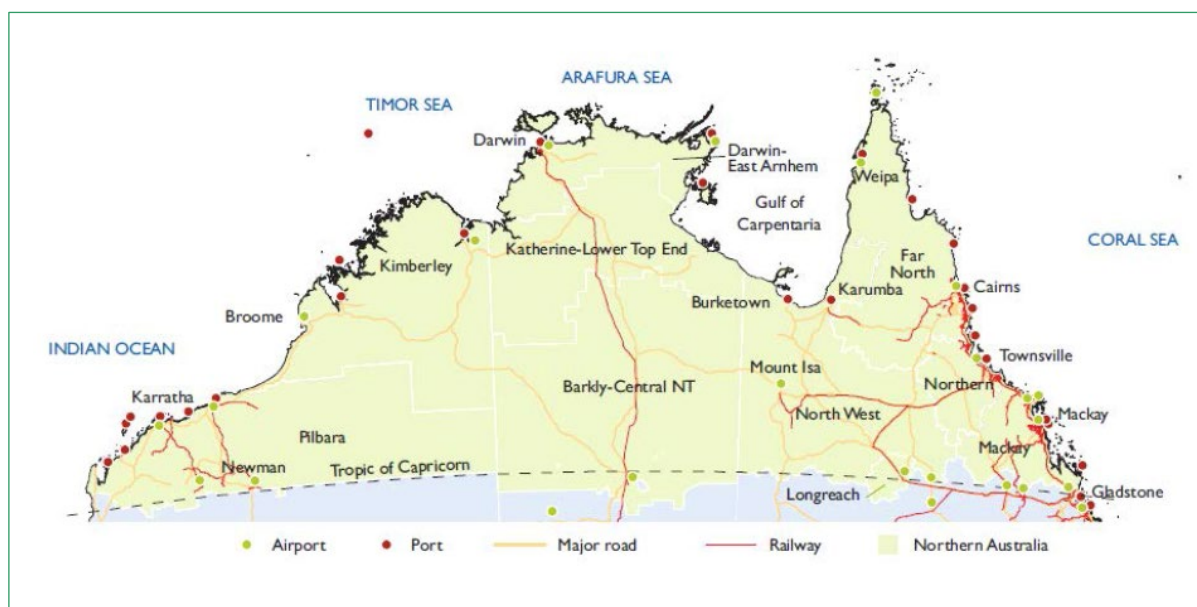 ARAFURA SEA
TIMOR SEA
Darwin
Darwin-
East Arnhem
Weipa
Gulf of
Carpentaria
CORAL SEA
Katherine-Lower Top End
Kimberley
Far
North
Cairns
Burketown
Karumba
Broome
INDIAN OCEAN
Townsville
Mount Isa
Northern
Barkly-Central NT
Karratha
North West
Mackay
Pilbara
Mackay
Newman
Tropic of Capricorn
Longreach
Gladstone
Airport
Port
Major road
Railway
Northern Australia